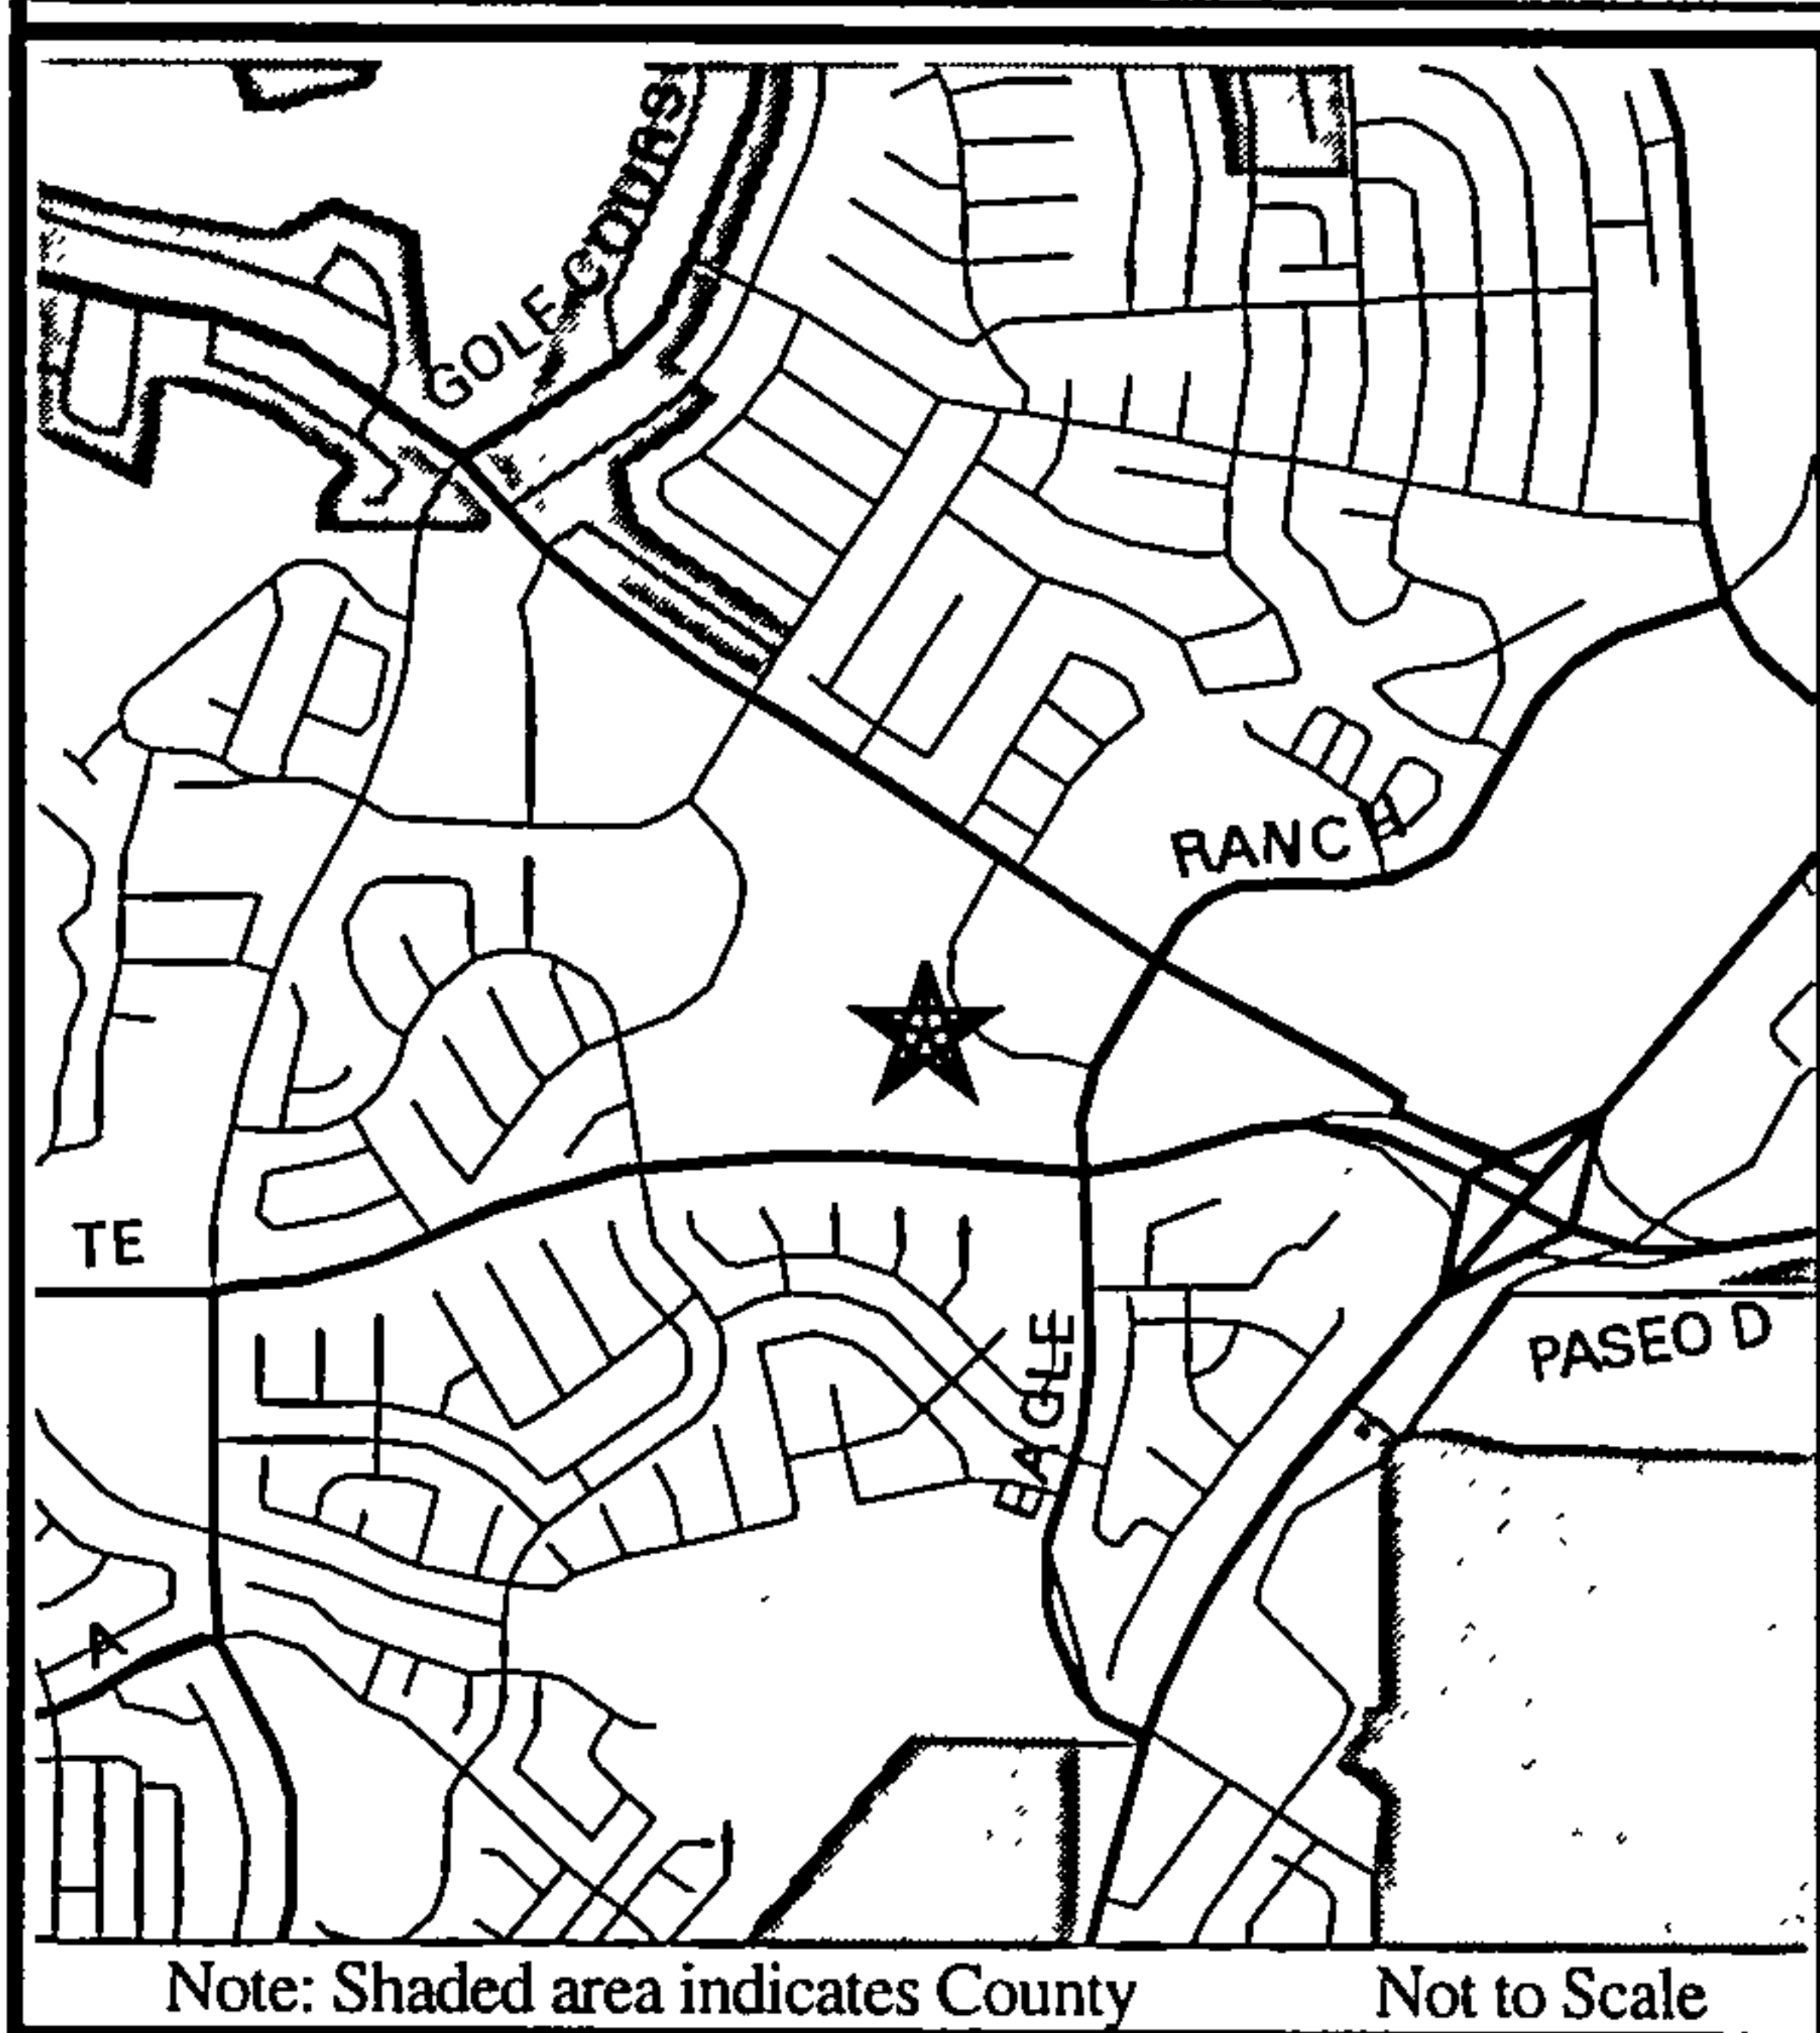 GOLF COURS
RANCH
TE
EAGLE
PASEO D
A
Note: Shaded area indicates County
Not to Scale